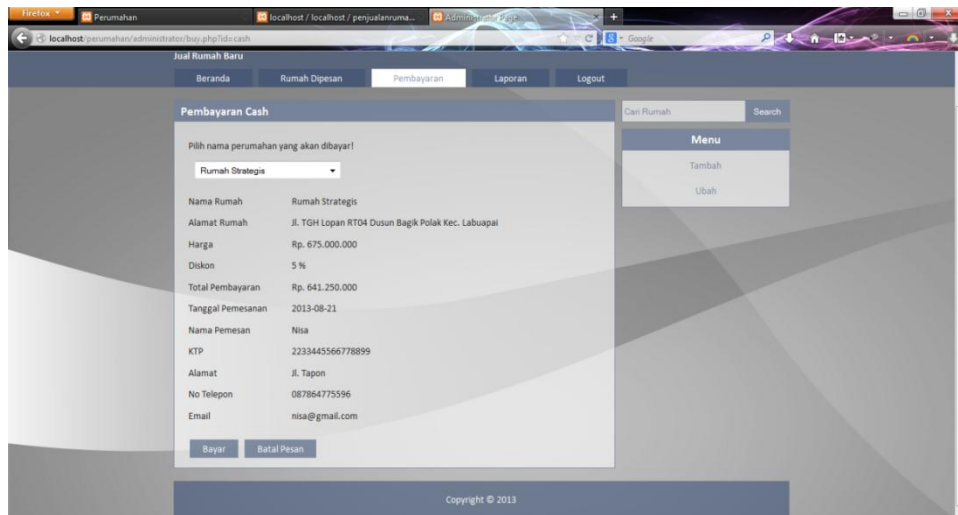 Firefox
Perumahan
localhost / localhost / penjualanruma...
Administrator Page
localhost/perumahan/administrator/buy.php?id=cash
Google
Jual Rumah Baru
Beranda Rumah Dipesan Pembayaran Laporan Logout
Pembayaran Cash
Cari Rumah Search
Menu
Tambah
Ubah
Pilih nama perumahan yang akan dibayar!
Rumah Strategis
Nama Rumah Rumah Strategis
Alamat Rumah Jl. TGH Lopan RT04 Dusun Bagik Polak Kec. Labuapai
Harga Rp. 675.000.000
Diskon 5 %
Total Pembayaran Rp. 641.250.000
Tanggal Pemesanan 2013-08-21
Nama Pemesan Nisa
KTP 2233445566778899
Alamat Jl. Tapon
No Telepon 087864775596
Email nisa@gmail.com
Bayar Batal Pesan
Copyright © 2013